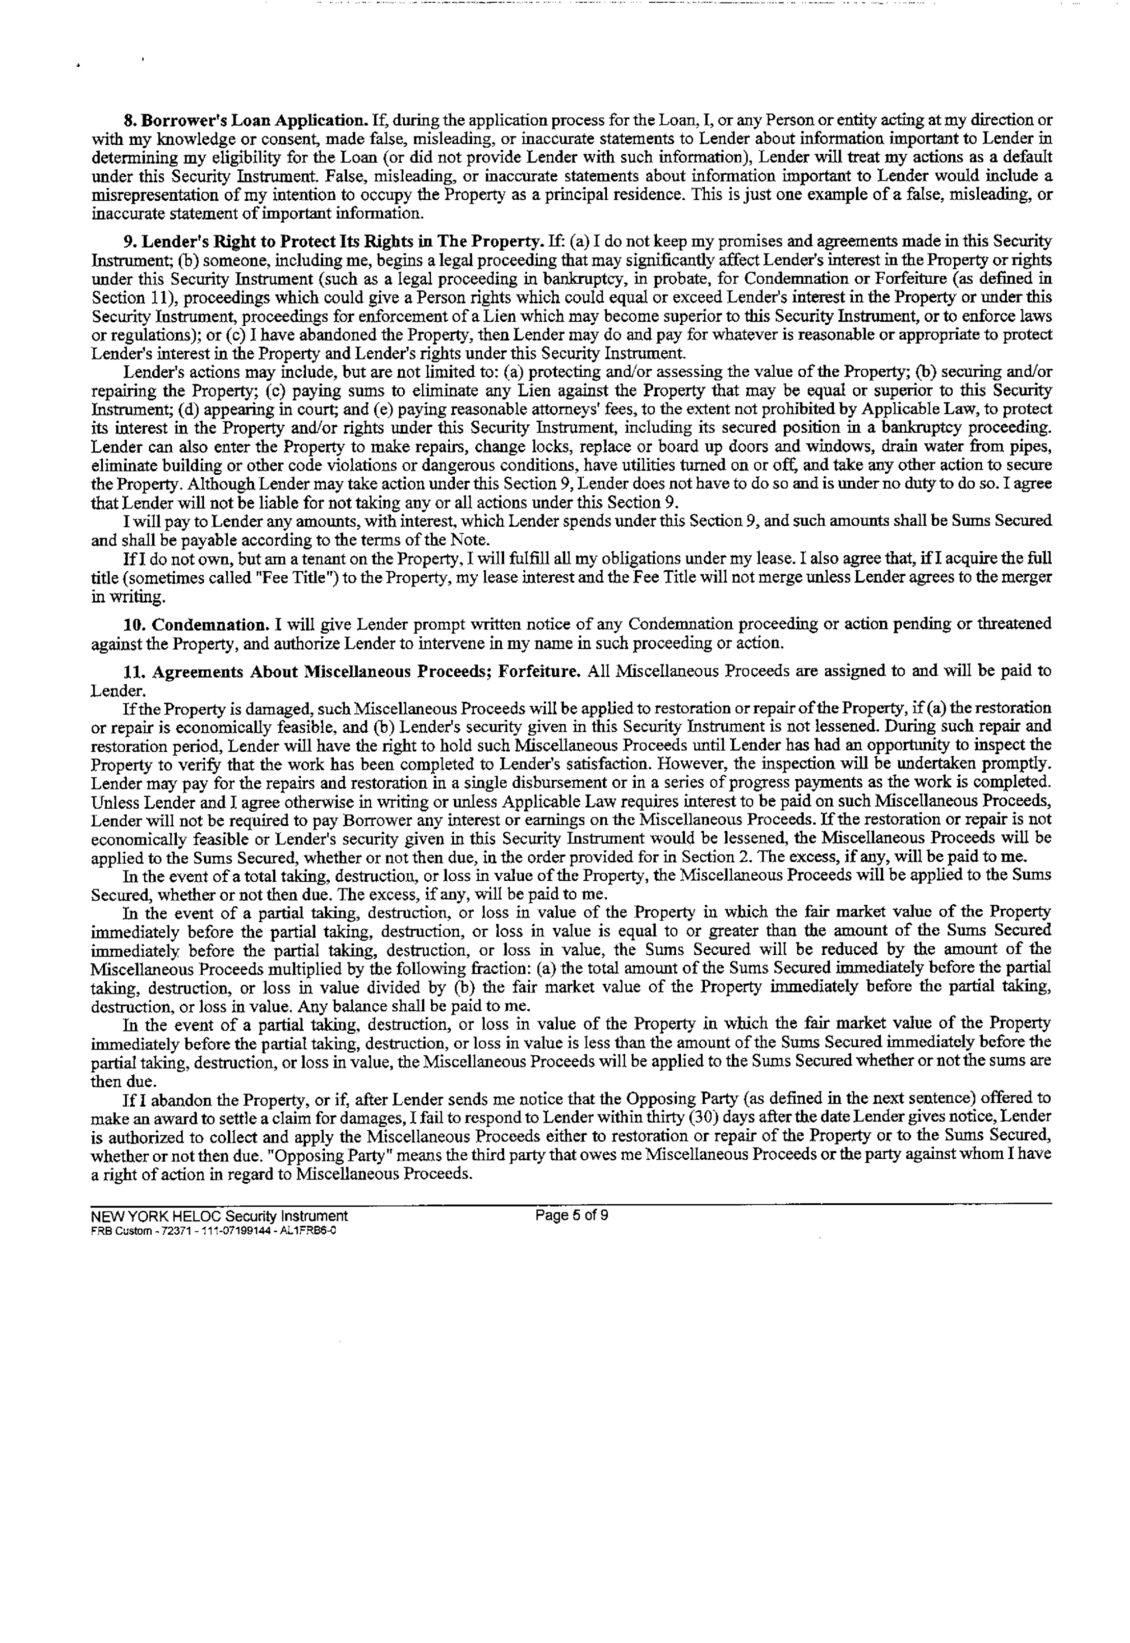 8. Borrower's Loan Application. If, during the application process for the Loan, I, or any Person or entity acting at my direction or
with my knowledge or consent, made false, misleading, or inaccurate statements to Lender about information important to Lender in
determining my eligibility for the Loan (or did not provide Lender with such information), Lender will treat my actions as a default
under this Security Instrument. False, misleading, or inaccurate statements about information important to Lender would include a
misrepresentation of my intention to occupy the Property as a principal residence. This is just one example of a false, misleading, or
inaccurate statement of important information.
9. Lender's Right to Protect Its Rights in The Property. If: (a) I do not keep my promises and agreements made in this Security
Instrument; (b) someone, including me, begins a legal proceeding that may significantly affect Lender's interest in the Property or rights
under this Security Instrument (such as a legal proceeding in bankruptcy, in probate, for Condemnation or Forfeiture (as defined in
Section 11), proceedings which could give a Person rights which could equal or exceed Lender's interest in the Property or under this
Security Instrument, proceedings for enforcement of a Lien which may become superior to this Security Instrument, or to enforce laws
or regulations); or (c) I have abandoned the Property, then Lender may do and pay for whatever is reasonable or appropriate to protect
Lender's interest in the Property and Lender's rights under this Security Instrument.
Lender's actions may include, but are not limited to: (a) protecting and/or assessing the value of the Property; (b) securing and/or
repairing the Property; (c) paying sums to eliminate any Lien against the Property that may be equal or superior to this Security
Instrument; (d) appearing in court; and (e) paying reasonable attorneys' fees, to the extent not prohibited by Applicable Law, to protect
its interest in the Property and/or rights under this Security Instrument, including its secured position in a bankruptcy proceeding.
Lender can also enter the Property to make repairs, change locks, replace or board up doors and windows, drain water from pipes,
eliminate building or other code violations or dangerous conditions, have utilities turned on or off, and take any other action to secure
the Property. Although Lender may take action under this Section 9, Lender does not have to do so and is under no duty to do so. I agree
that Lender will not be liable for not taking any or all actions under this Section 9.
I will pay to Lender any amounts, with interest, which Lender spends under this Section 9, and such amounts shall be Sums Secured
and shall be payable according to the terms of the Note.
If I do not own, but am a tenant on the Property, I will fulfill all my obligations under my lease. I also agree that, if I acquire the full
title (sometimes called "Fee Title") to the Property, my lease interest and the Fee Title will not merge unless Lender agrees to the merger
in writing.
10. Condemnation. I will give Lender prompt written notice of any Condemnation proceeding or action pending or threatened
against the Property, and authorize Lender to intervene in my name in such proceeding or action.
11. Agreements About Miscellaneous Proceeds; Forfeiture. All Miscellaneous Proceeds are assigned to and will be paid to
Lender.
If the Property is damaged, such Miscellaneous Proceeds will be applied to restoration or repair of the Property, if (a) the restoration
or repair is economically feasible, and (b) Lender's security given in this Security Instrument is not lessened. During such repair and
restoration period, Lender will have the right to hold such Miscellaneous Proceeds until Lender has had an opportunity to inspect the
Property to verify that the work has been completed to Lender's satisfaction. However, the inspection will be undertaken promptly.
Lender may pay for the repairs and restoration in a single disbursement or in a series of progress payments as the work is completed.
Unless Lender and I agree otherwise in writing or unless Applicable Law requires interest to be paid on such Miscellaneous Proceeds,
Lender will not be required to pay Borrower any interest or earnings on the Miscellaneous Proceeds. If the restoration or repair is not
economically feasible or Lender's security given in this Security Instrument would be lessened, the Miscellaneous Proceeds will be
applied to the Sums Secured, whether or not then due, in the order provided for in Section 2. The excess, if any, will be paid to me.
In the event of a total taking, destruction, or loss in value of the Property, the Miscellaneous Proceeds will be applied to the Sums
Secured, whether or not then due. The excess, if any, will be paid to me.
In the event of a partial taking, destruction, or loss in value of the Property in which the fair market value of the Property
immediately before the partial taking, destruction, or loss in value is equal to or greater than the amount of the Sums Secured
immediately before the partial taking, destruction, or loss in value, the Sums Secured will be reduced by the amount of the
Miscellaneous Proceeds multiplied by the following fraction: (a) the total amount of the Sums Secured immediately before the partial
taking, destruction, or loss in value divided by (b) the fair market value of the Property immediately before the partial taking,
destruction, or loss in value. Any balance shall be paid to me.
In the event of a partial taking, destruction, or loss in value of the Property in which the fair market value of the Property
immediately before the partial taking, destruction, or loss in value is less than the amount of the Sums Secured immediately before the
partial taking, destruction, or loss in value, the Miscellaneous Proceeds will be applied to the Sums Secured whether or not the sums are
then due.
If I abandon the Property, or if, after Lender sends me notice that the Opposing Party (as defined in the next sentence) offered to
make an award to settle a claim for damages, I fail to respond to Lender within thirty (30) days after the date Lender gives notice, Lender
is authorized to collect and apply the Miscellaneous Proceeds either to restoration or repair of the Property or to the Sums Secured,
whether or not then due. "Opposing Party" means the third party that owes me Miscellaneous Proceeds or the party against whom I have
a right of action in regard to Miscellaneous Proceeds.
NEW YORK HELOC Security Instrument Page 5 of 9
FRB Custom - 72371 - 111-07199144 - AL1FRB6-0